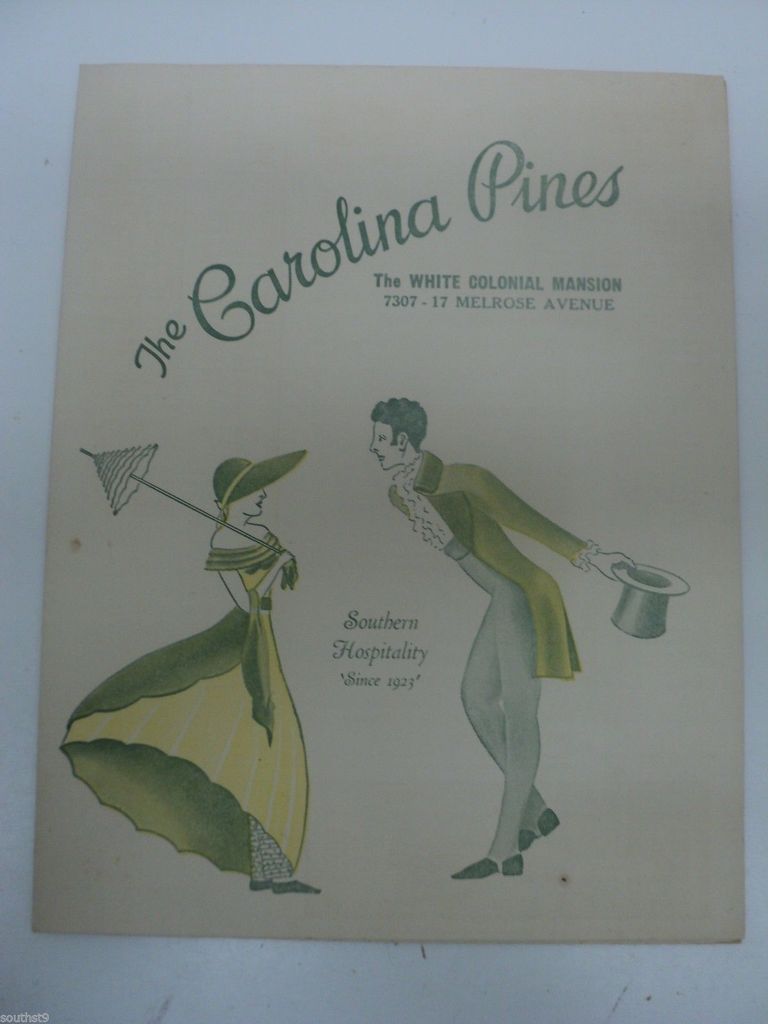 The Carolina Pines
The WHITE COLONIAL MANSION
7307 - 17 MELROSE AVENUE
Southern
Hospitality
'Since 1923'
southst9